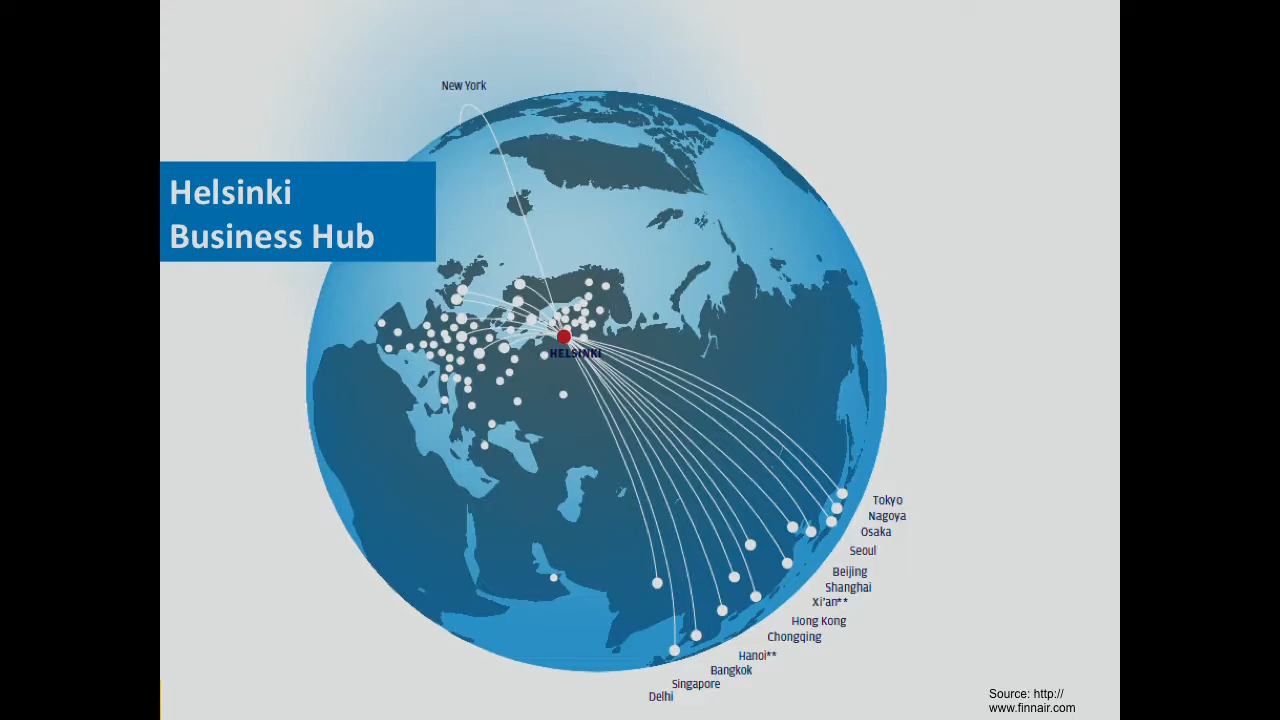 New York
Helsinki
Business Hub
HELSINKI
Tokyo
Nagoya
Osaka
Seoul
Beijing
Shanghai
Xi'an**
Hong Kong
Chongqing
Hanoi**
Bangkok
Singapore
Delhi
Source: http://
www.finnair.com